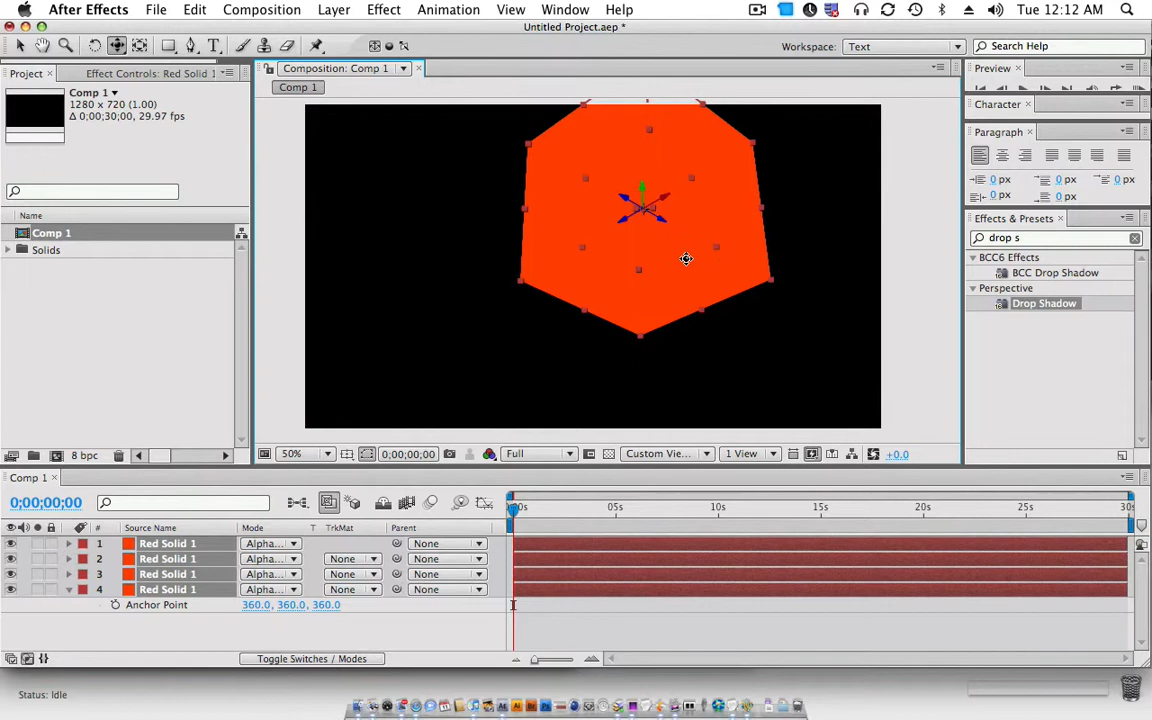 After Effects File Edit Composition Layer Effect Animation View Window Help Tue 12:12 AM
Untitled Project.aep *
Workspace: Text Search Help
Project Effect Controls: Red Solid 1 Composition: Comp 1 Preview
Comp 1
Comp 1
1280 x 720 (1.00)
Δ 0;00;30;00, 29.97 fps
Character
Paragraph
0 px 0 px 0 px
0 px 0 px
Effects & Presets
drop s
Name
Comp 1
Solids
BCC6 Effects
BCC Drop Shadow
Perspective
Drop Shadow
8 bpc 50% 0;00;00;00 Full Custom Vie... 1 View +0.0
Comp 1
0;00;00;00
:00s 05s 10s 15s 20s 25s 30s
# Source Name Mode T TrkMat Parent
1 Red Solid 1 Alpha... None
2 Red Solid 1 Alpha... None None
3 Red Solid 1 Alpha... None None
4 Red Solid 1 Alpha... None None
Anchor Point 360.0, 360.0, 360.0
Toggle Switches / Modes
Status: Idle